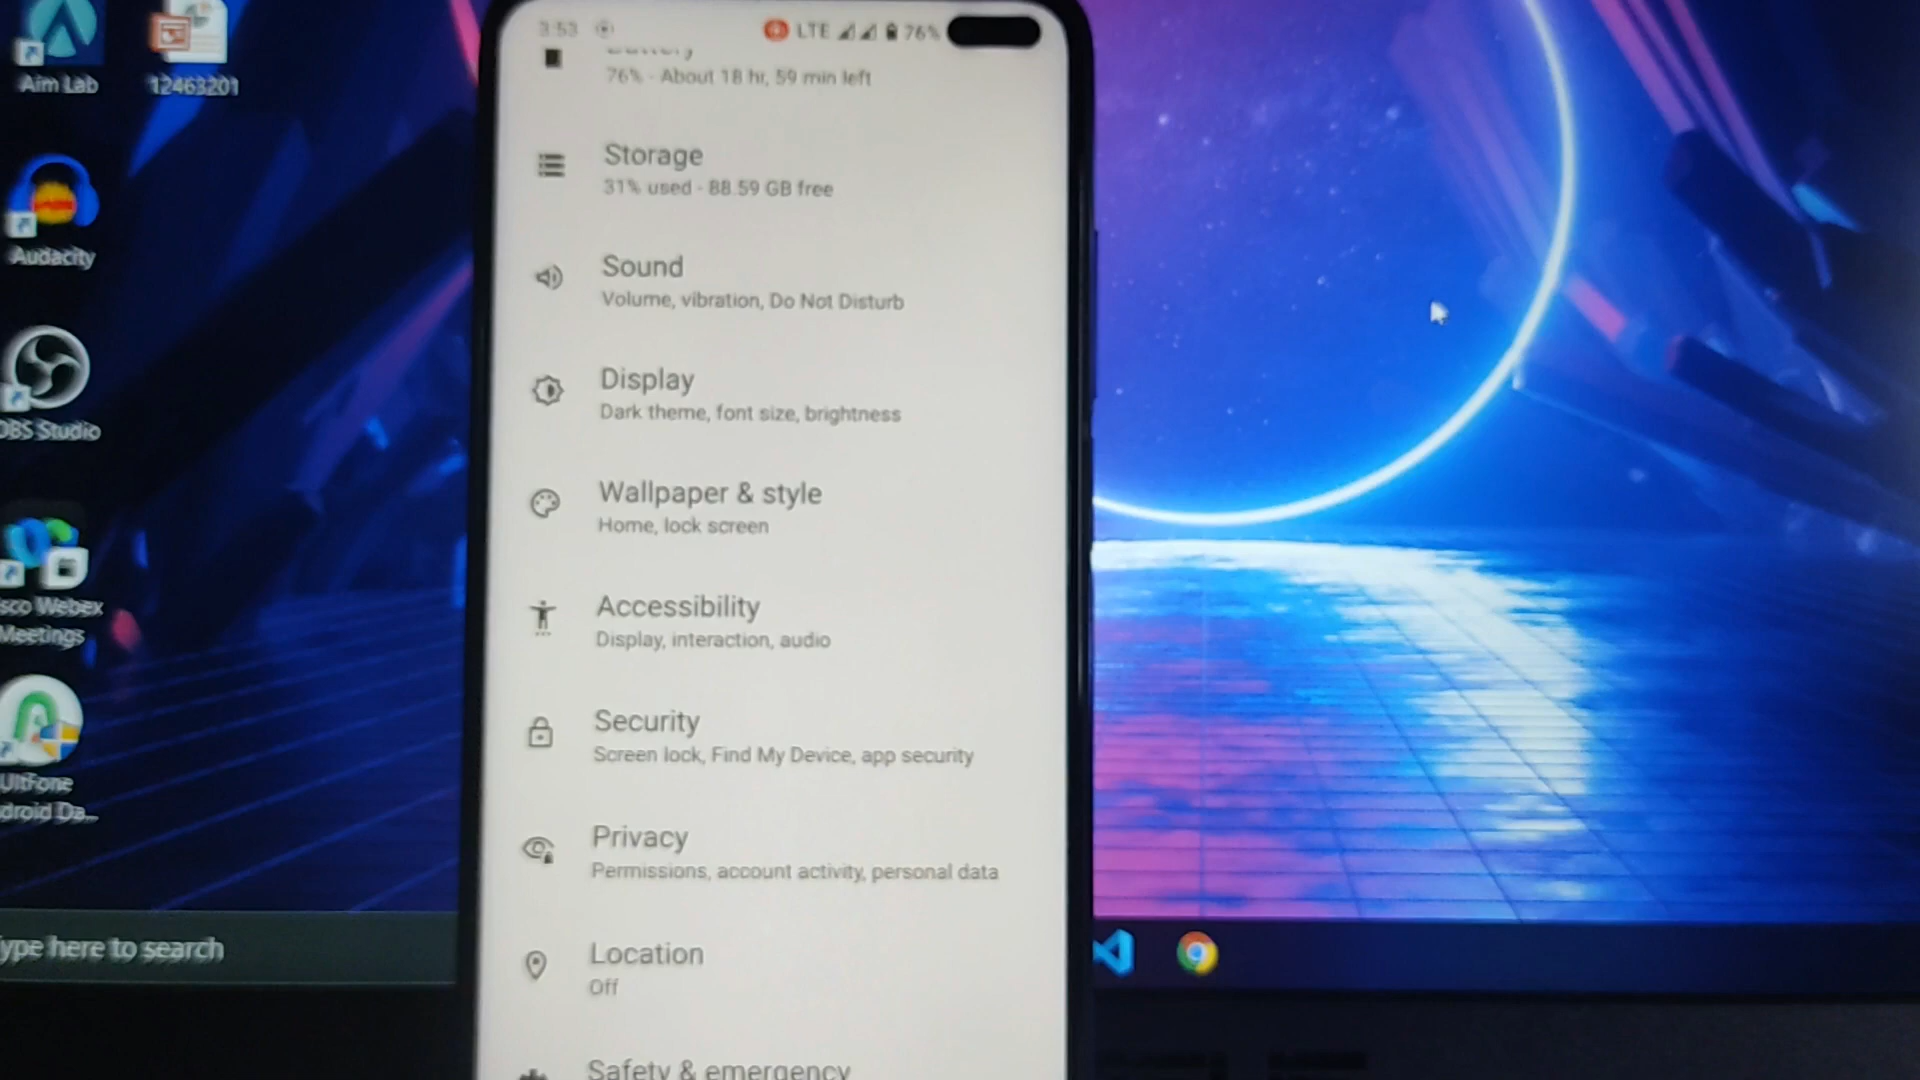 Aim Lab
12463201
Audacity
OBS Studio
sco Webex
Meetings
UltFone
droid Da...
ype here to search
3:53
LTE
76%
Battery
76% - About 18 hr, 59 min left
Storage
31% used - 88.59 GB free
Sound
Volume, vibration, Do Not Disturb
Display
Dark theme, font size, brightness
Wallpaper & style
Home, lock screen
Accessibility
Display, interaction, audio
Security
Screen lock, Find My Device, app security
Privacy
Permissions, account activity, personal data
Location
Off
Safety & emergency